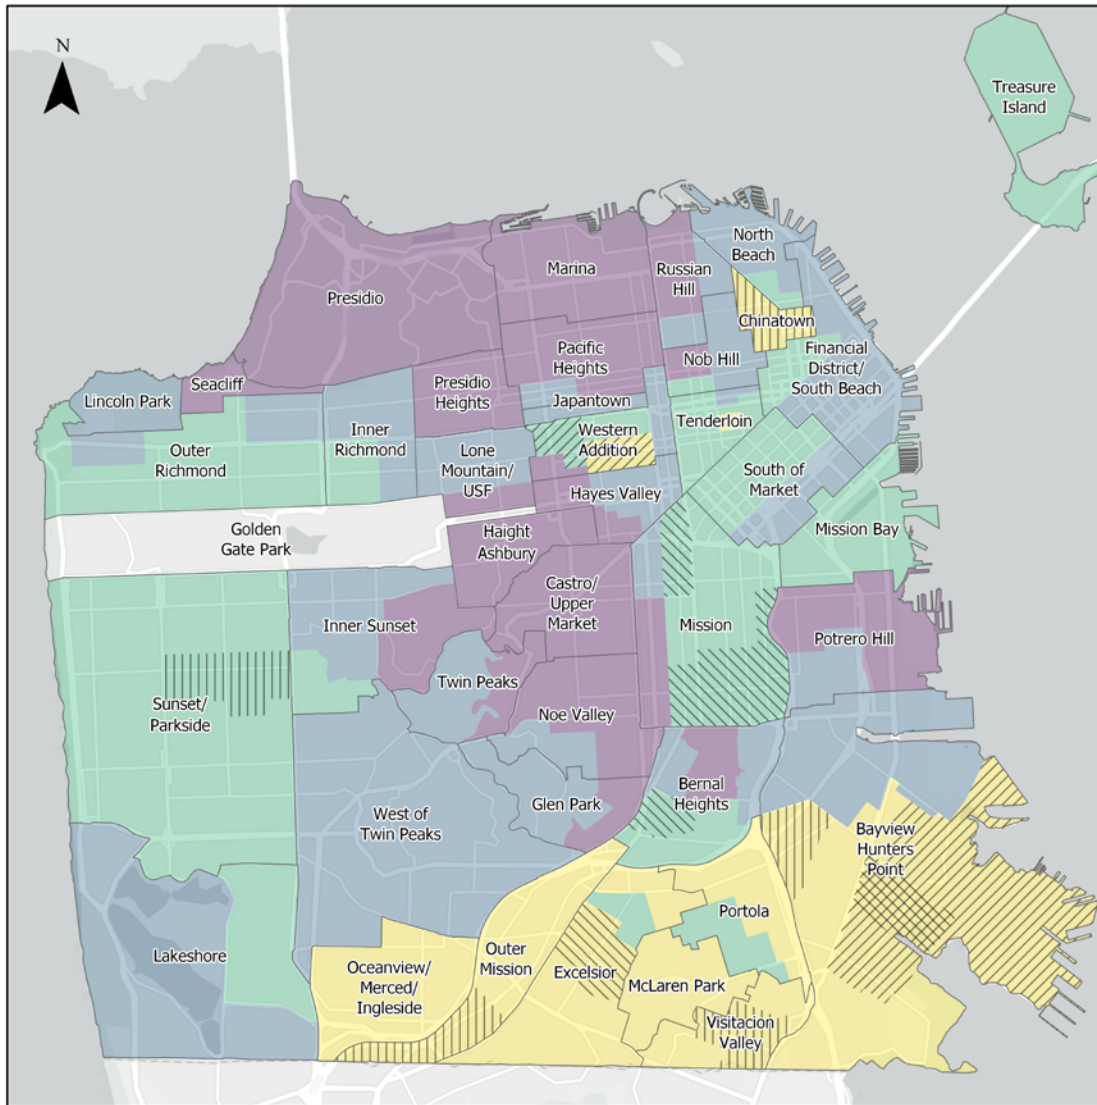 N
Treasure
Island
North
Beach
Marina
Russian
Hill
Presidio
Chinatown
Pacific
Heights
Nob Hill
Financial
District/
South Beach
Seacliff
Lincoln Park
Presidio
Heights
Japantown
Outer
Richmond
Inner
Richmond
Lone
Mountain/
USF
Western
Addition
Tenderloin
South of
Market
Hayes Valley
Golden
Gate Park
Haight
Ashbury
Mission Bay
Castro/
Upper
Market
Inner Sunset
Mission
Potrero Hill
Twin Peaks
Sunset/
Parkside
Noe Valley
Glen Park
Bernal
Heights
West of
Twin Peaks
Bayview
Hunters
Point
Portola
Lakeshore
Oceanview/
Merced/
Ingleside
Outer
Mission
Excelsior
McLaren Park
Visitacion
Valley